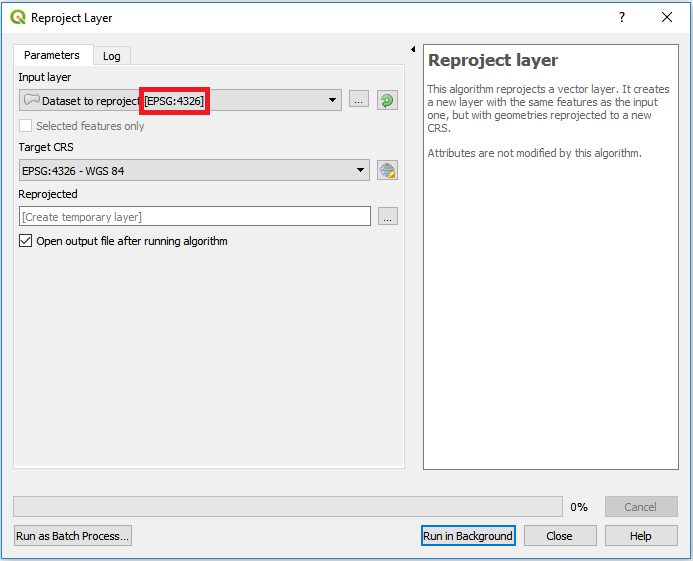 Reproject Layer
?
Parameters
Log
Input layer
Dataset to reproject [EPSG:4326]
...
Selected features only
Target CRS
EPSG:4326 - WGS 84
Reprojected
[Create temporary layer]
...
Open output file after running algorithm
Reproject layer
This algorithm reprojects a vector layer. It creates
a new layer with the same features as the input
one, but with geometries reprojected to a new
CRS.
Attributes are not modified by this algorithm.
0%
Cancel
Run as Batch Process...
Run in Background
Close
Help